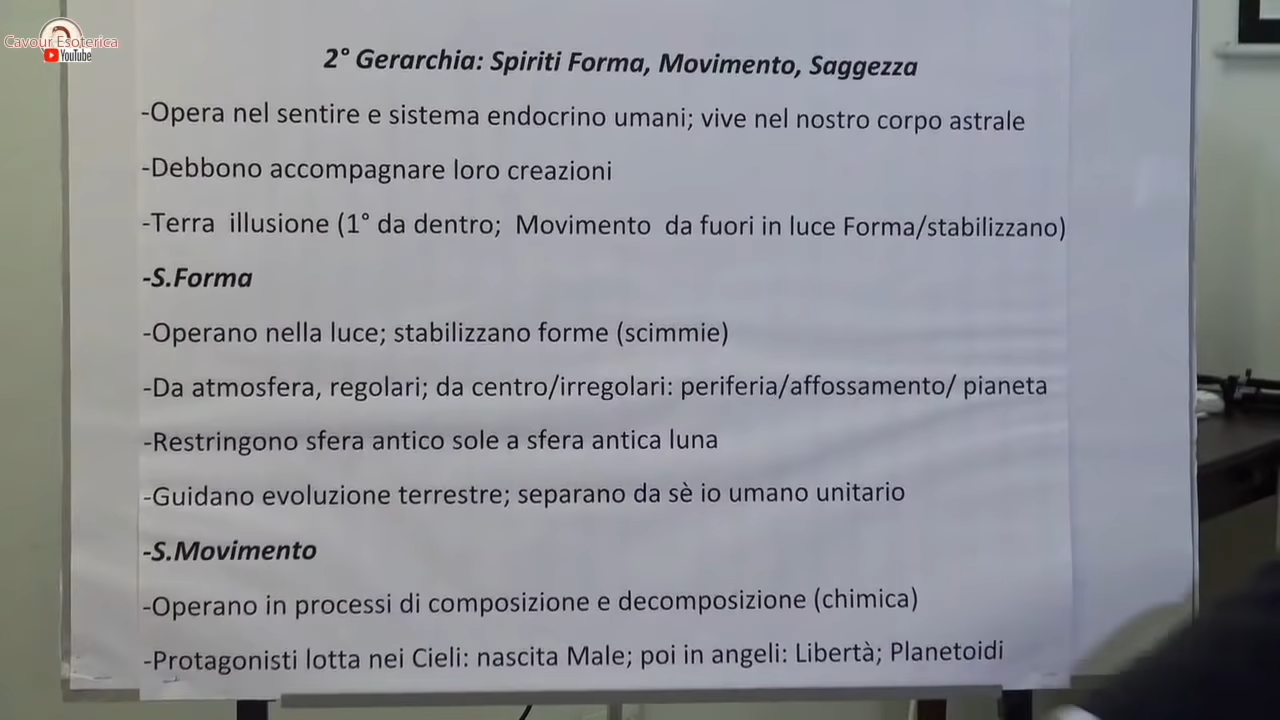 Cavour Esoterica
YouTube
2° Gerarchia: Spiriti Forma, Movimento, Saggezza
-Opera nel sentire e sistema endocrino umani; vive nel nostro corpo astrale
-Debbono accompagnare loro creazioni
-Terra illusione (1° da dentro; Movimento da fuori in luce Forma/stabilizzano)
-S.Forma
-Operano nella luce; stabilizzano forme (scimmie)
-Da atmosfera, regolari; da centro/irregolari: periferia/affossamento/ pianeta
-Restringono sfera antico sole a sfera antica luna
-Guidano evoluzione terrestre; separano da sè io umano unitario
-S.Movimento
-Operano in processi di composizione e decomposizione (chimica)
-Protagonisti lotta nei Cieli: nascita Male; poi in angeli: Libertà; Planetoidi